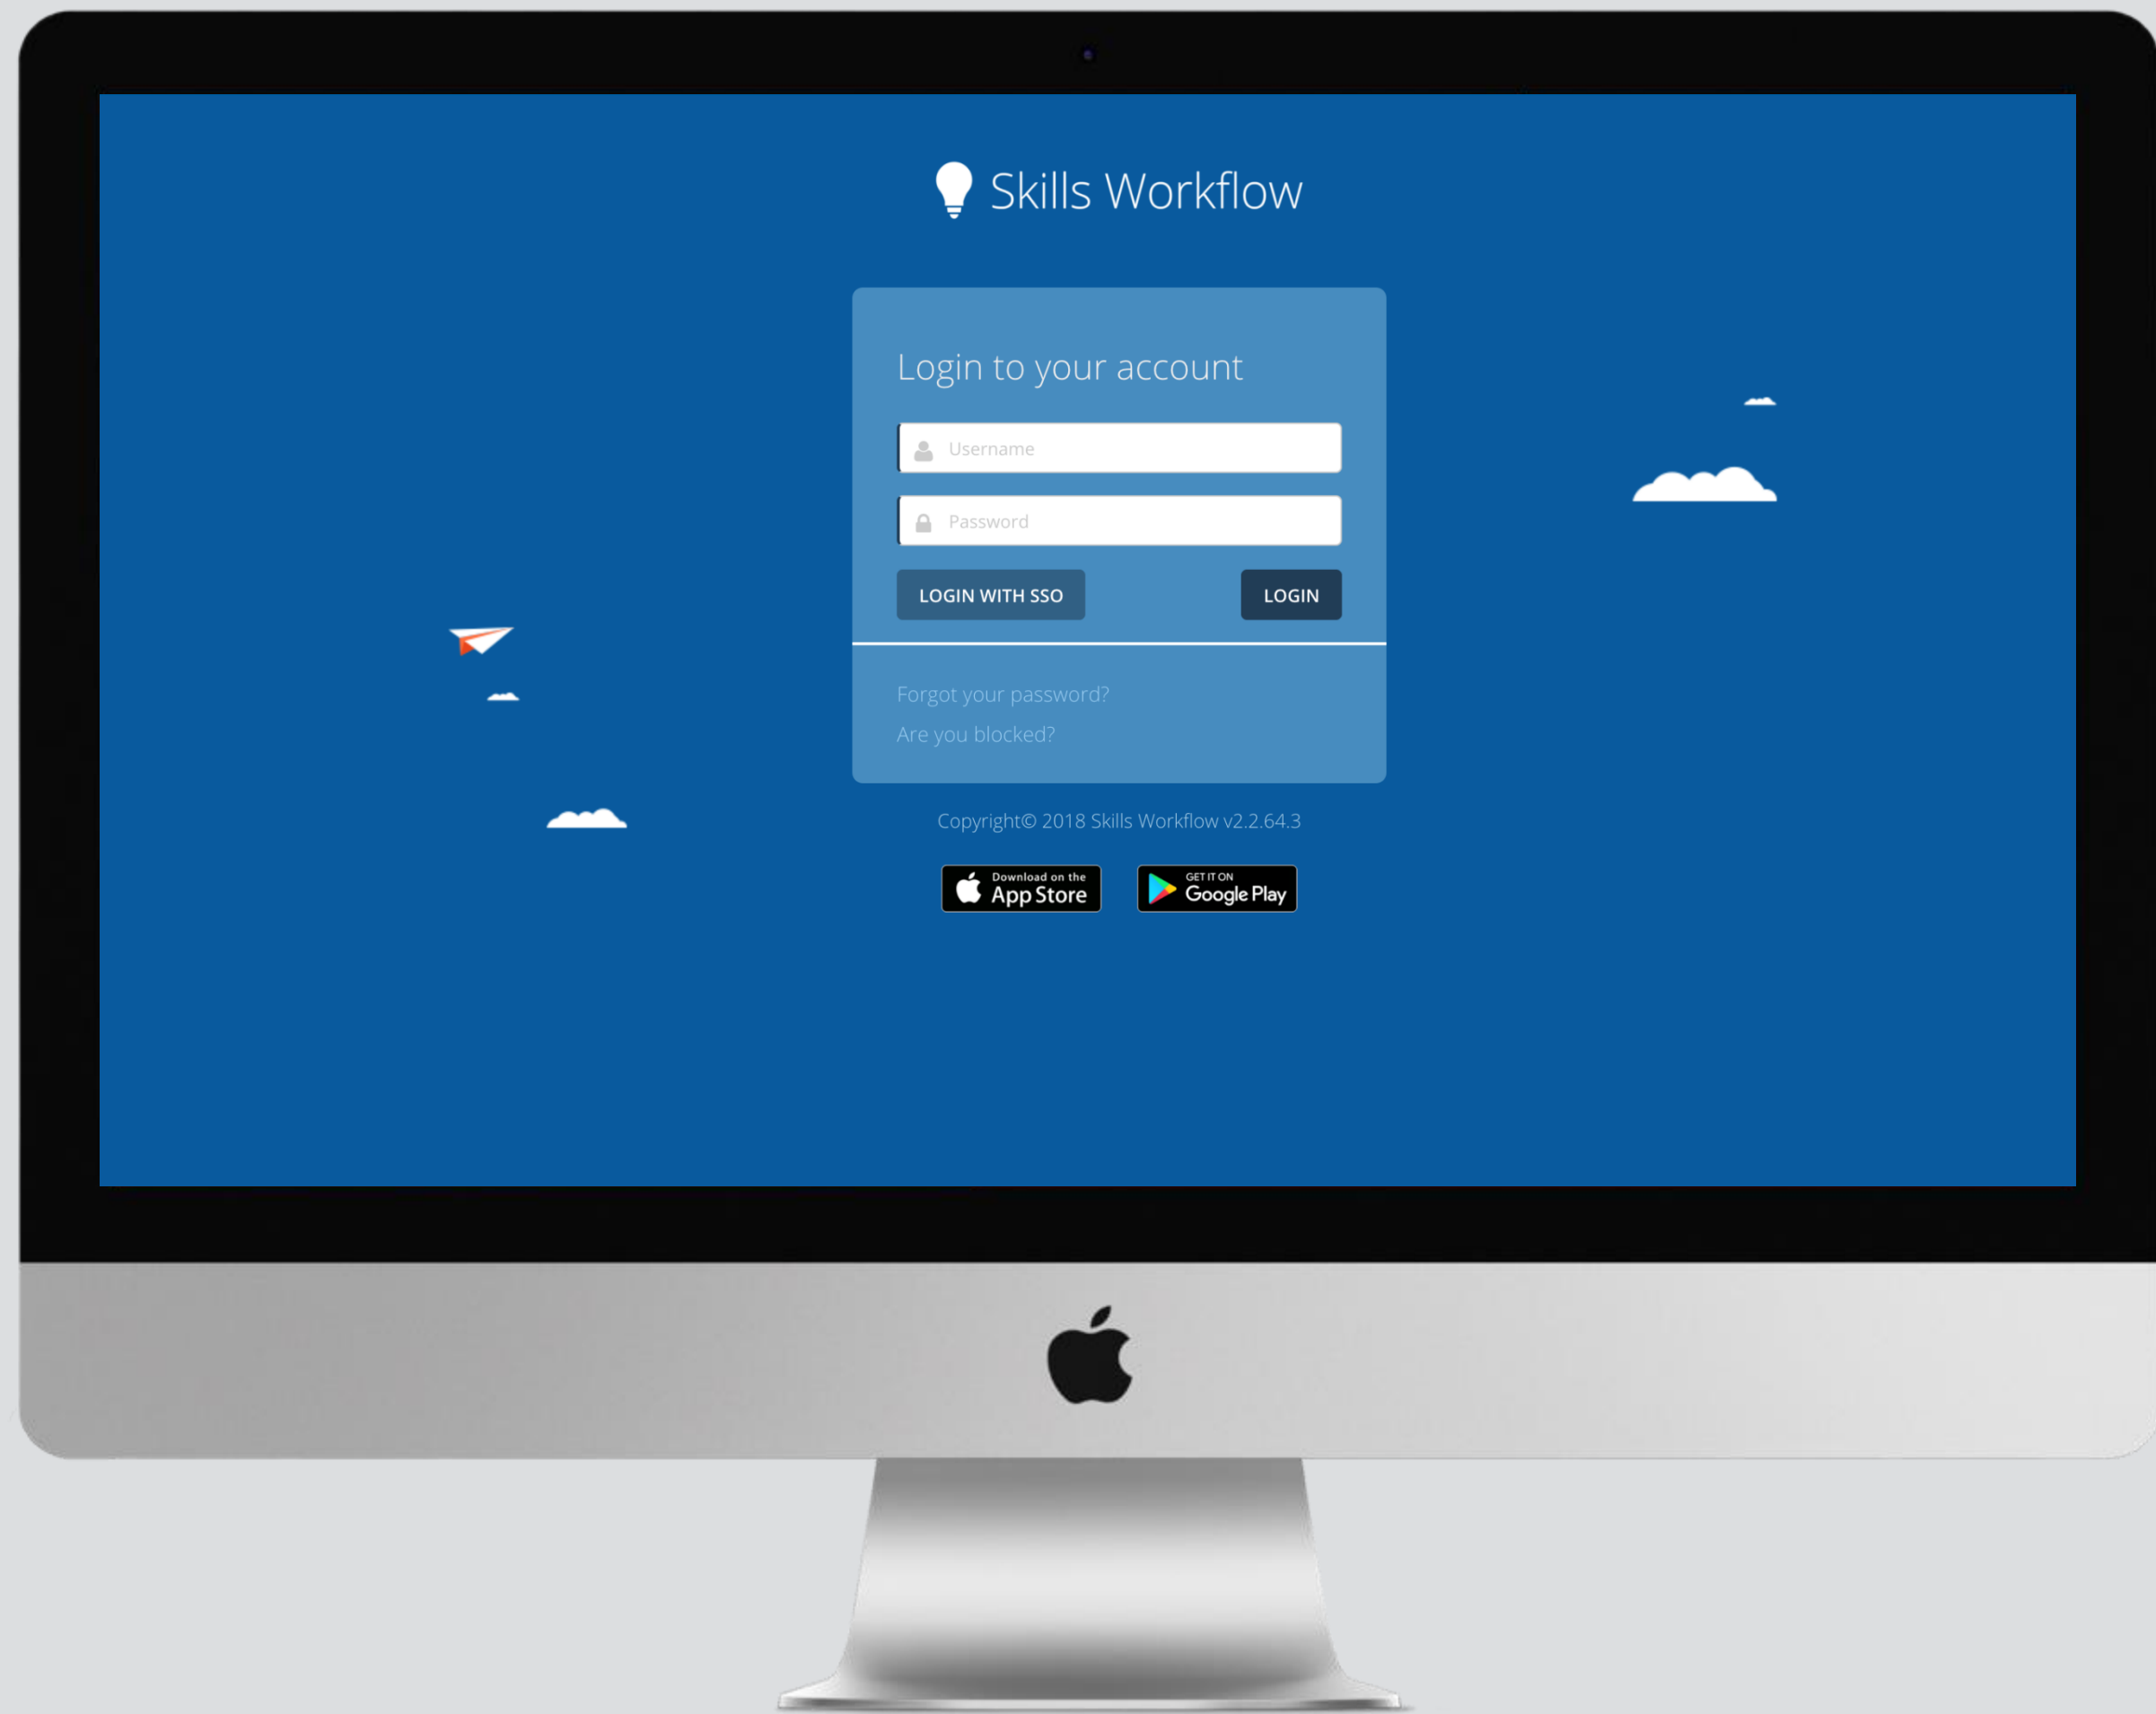 Skills Workflow
Login to your account
Username
Password
LOGIN WITH SSO
LOGIN
Forgot your password?
Are you blocked?
Copyright© 2018 Skills Workflow v2.2.64.3
Download on the
App Store
GET IT ON
Google Play